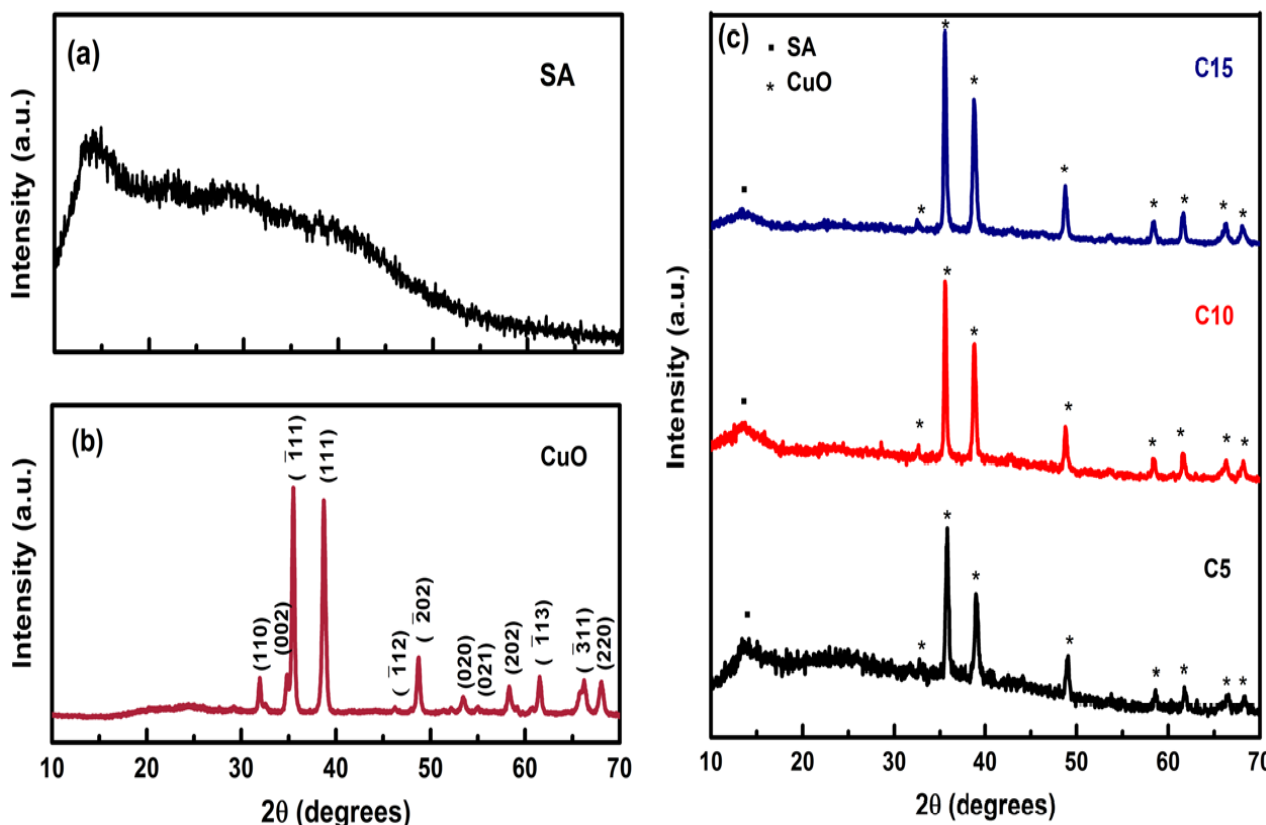 (a)
SA
Intensity (a.u.)
(b)
CuO
(110)
(002)
(‾111)
(111)
(‾112)
(‾202)
(020)
(021)
(202)
(‾113)
(‾311)
(220)
Intensity (a.u.)
10 20 30 40 50 60 70
2θ (degrees)
(c)
▪ SA
* CuO
C15
C10
C5
Intensity (a.u.)
10 20 30 40 50 60 70
2θ (degrees)